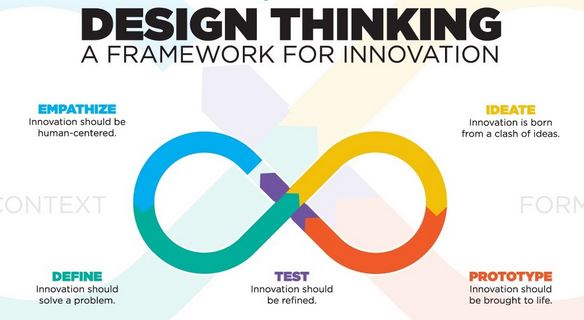 DESIGN THINKING
A FRAMEWORK FOR INNOVATION
EMPATHIZE
Innovation should be
human-centered.
IDEATE
Innovation is born
from a clash of ideas.
CONTEXT
FORM
DEFINE
Innovation should
solve a problem.
TEST
Innovation should
be refined.
PROTOTYPE
Innovation should
be brought to life.